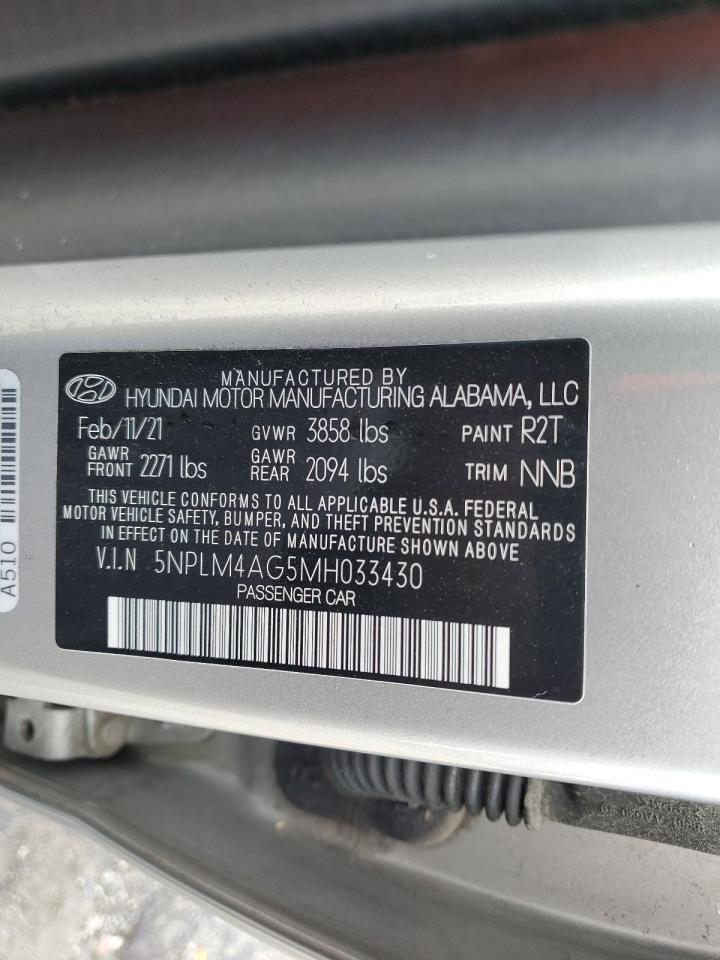 MANUFACTURED BY
HYUNDAI MOTOR MANUFACTURING ALABAMA, LLC
Feb/11/21 GVWR 3858 lbs PAINT R2T
GAWR FRONT 2271 lbs GAWR REAR 2094 lbs TRIM NNB
THIS VEHICLE CONFORMS TO ALL APPLICABLE U.S.A. FEDERAL
MOTOR VEHICLE SAFETY, BUMPER, AND THEFT PREVENTION STANDARDS
IN EFFECT ON THE DATE OF MANUFACTURE SHOWN ABOVE
V.I.N 5NPLM4AG5MH033430
PASSENGER CAR
A510